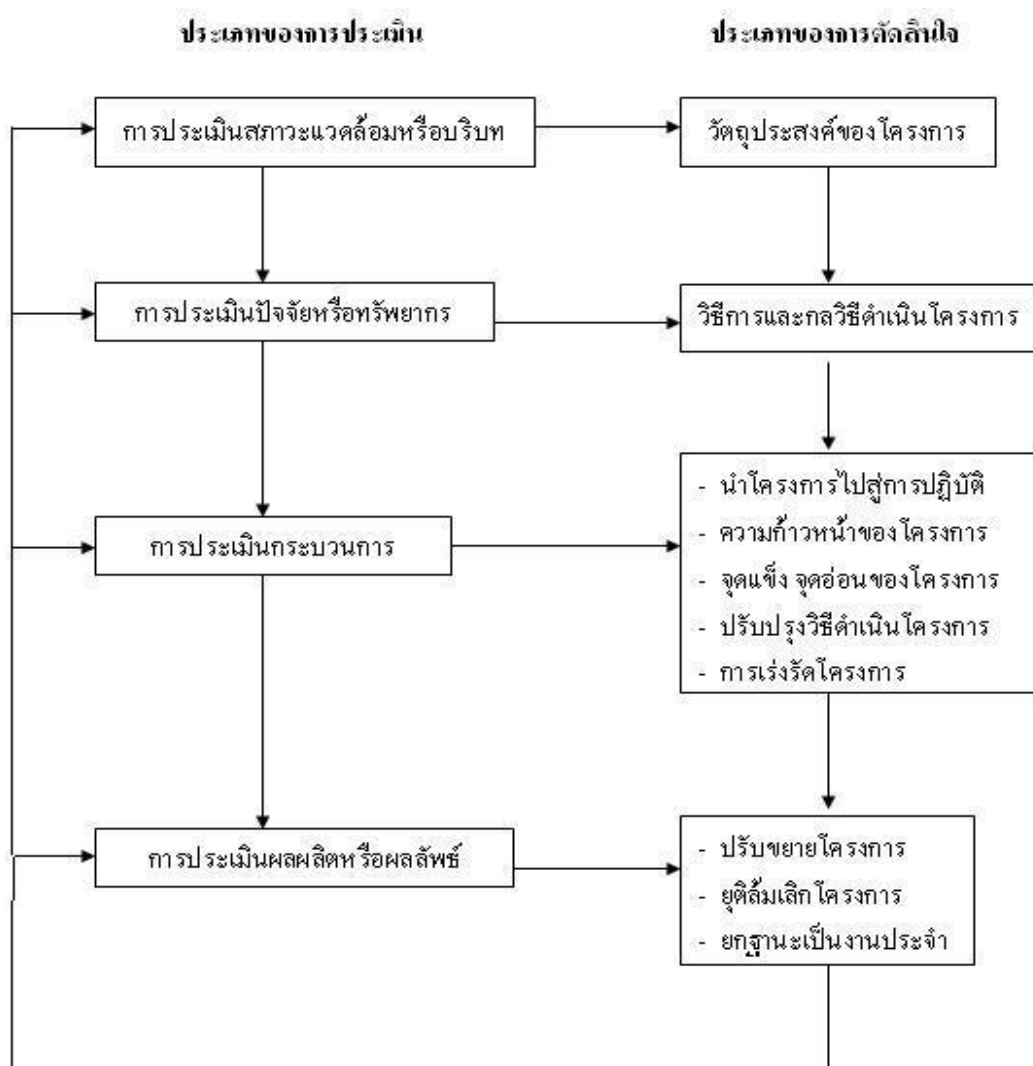 ประเภทของการประเมิน
ประเภทของการตัดสินใจ
การประเมินสภาวะแวดล้อมหรือบริบท
วัตถุประสงค์ของโครงการ
การประเมินปัจจัยหรือทรัพยากร
วิธีการและกลวิธีดำเนินโครงการ
การประเมินกระบวนการ
- นำโครงการไปสู่การปฏิบัติ
- ความก้าวหน้าของโครงการ
- จุดแข็ง จุดอ่อนของโครงการ
- ปรับปรุงวิธีดำเนินโครงการ
- การเร่งรัดโครงการ
การประเมินผลผลิตหรือผลลัพธ์
- ปรับขยายโครงการ
- ยุติล้มเลิกโครงการ
- ยกฐานะเป็นงานประจำ